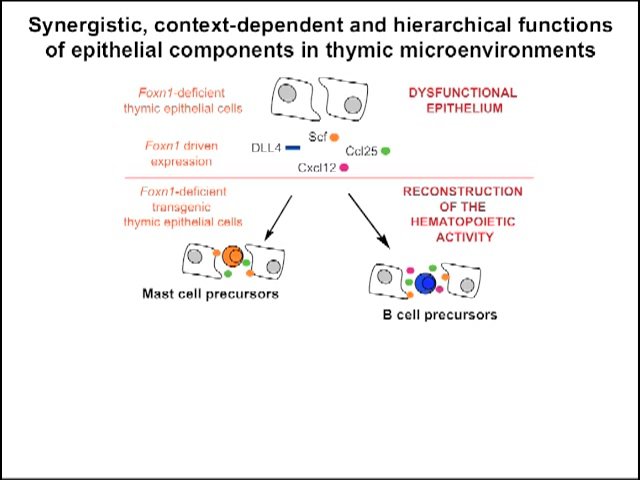 Synergistic, context-dependent and hierarchical functions
of epithelial components in thymic microenvironments
Foxn1-deficient
thymic epithelial cells
DYSFUNCTIONAL
EPITHELIUM
Foxn1 driven
expression
DLL4
Scf
Ccl25
Cxcl12
Foxn1-deficient
transgenic
thymic epithelial cells
RECONSTRUCTION
OF THE
HEMATOPOIETIC
ACTIVITY
Mast cell precursors
B cell precursors